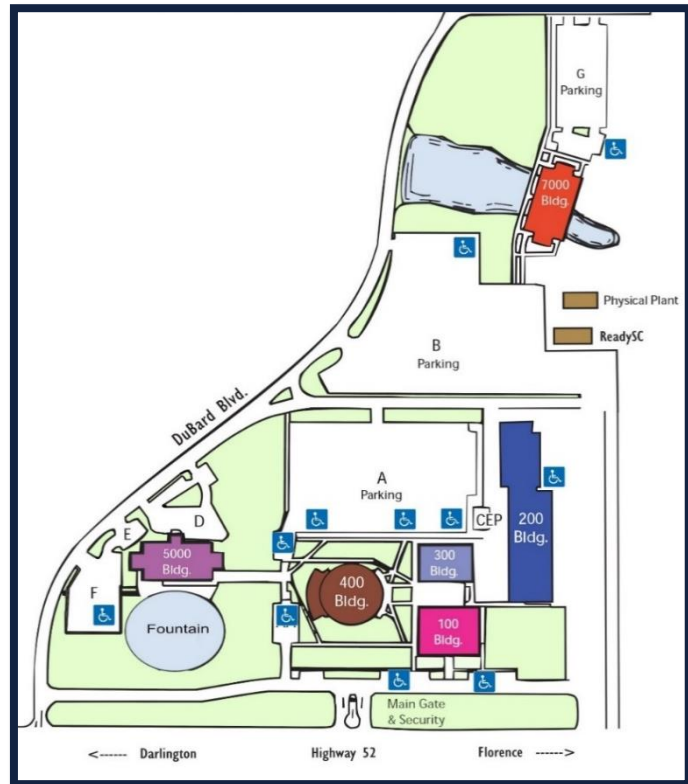 G
Parking
7000
Bldg.
Physical Plant
ReadySC
B
Parking
DuBard Blvd.
A
Parking
CEP
200
Bldg.
D
E
5000
Bldg.
F
300
Bldg.
400
Bldg.
100
Bldg.
Fountain
Main Gate
& Security
<------ Darlington
Highway 52
Florence ------>